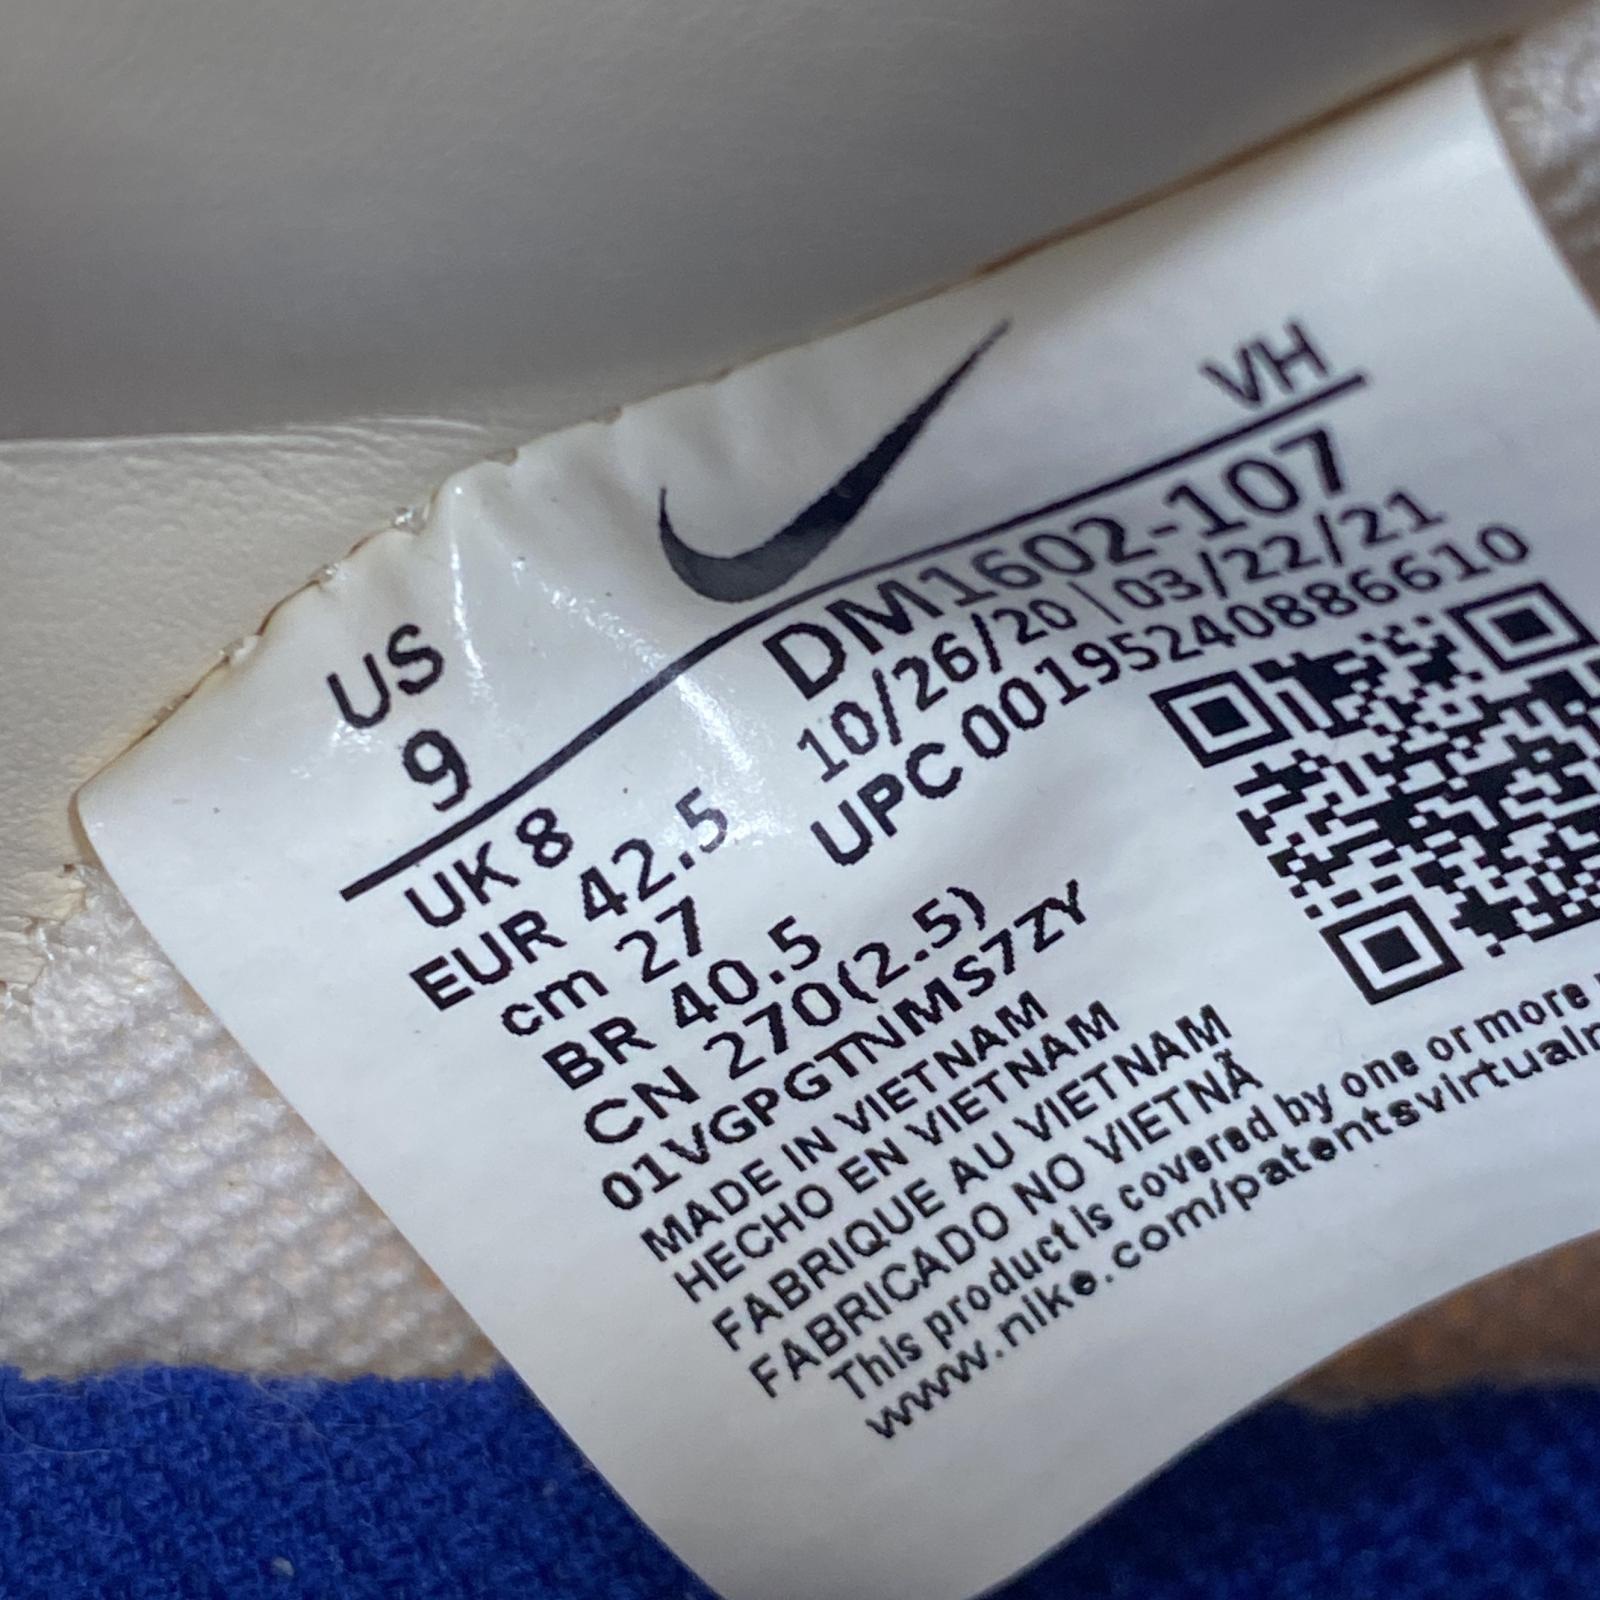 VH
US
9
DM1602-107
10/26/20 | 03/22/21
UPC 00195240886610
UK 8
EUR 42.5
cm 27
BR 40.5
CN 270(2.5)
01VGPGTNMS7ZY
MADE IN VIETNAM
HECHO EN VIETNAM
FABRIQUE AU VIETNAM
FABRICADO NO VIETNÃ
This product is covered by one or more
www.nike.com/patentsvirtual